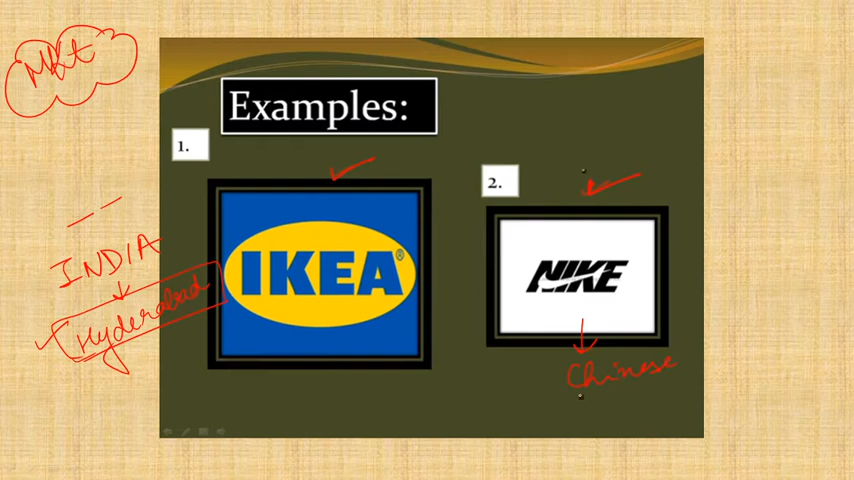 Mkt
Examples:
1.
2.
INDIA
IKEA®
NIKE
Hyderabad
Chinese